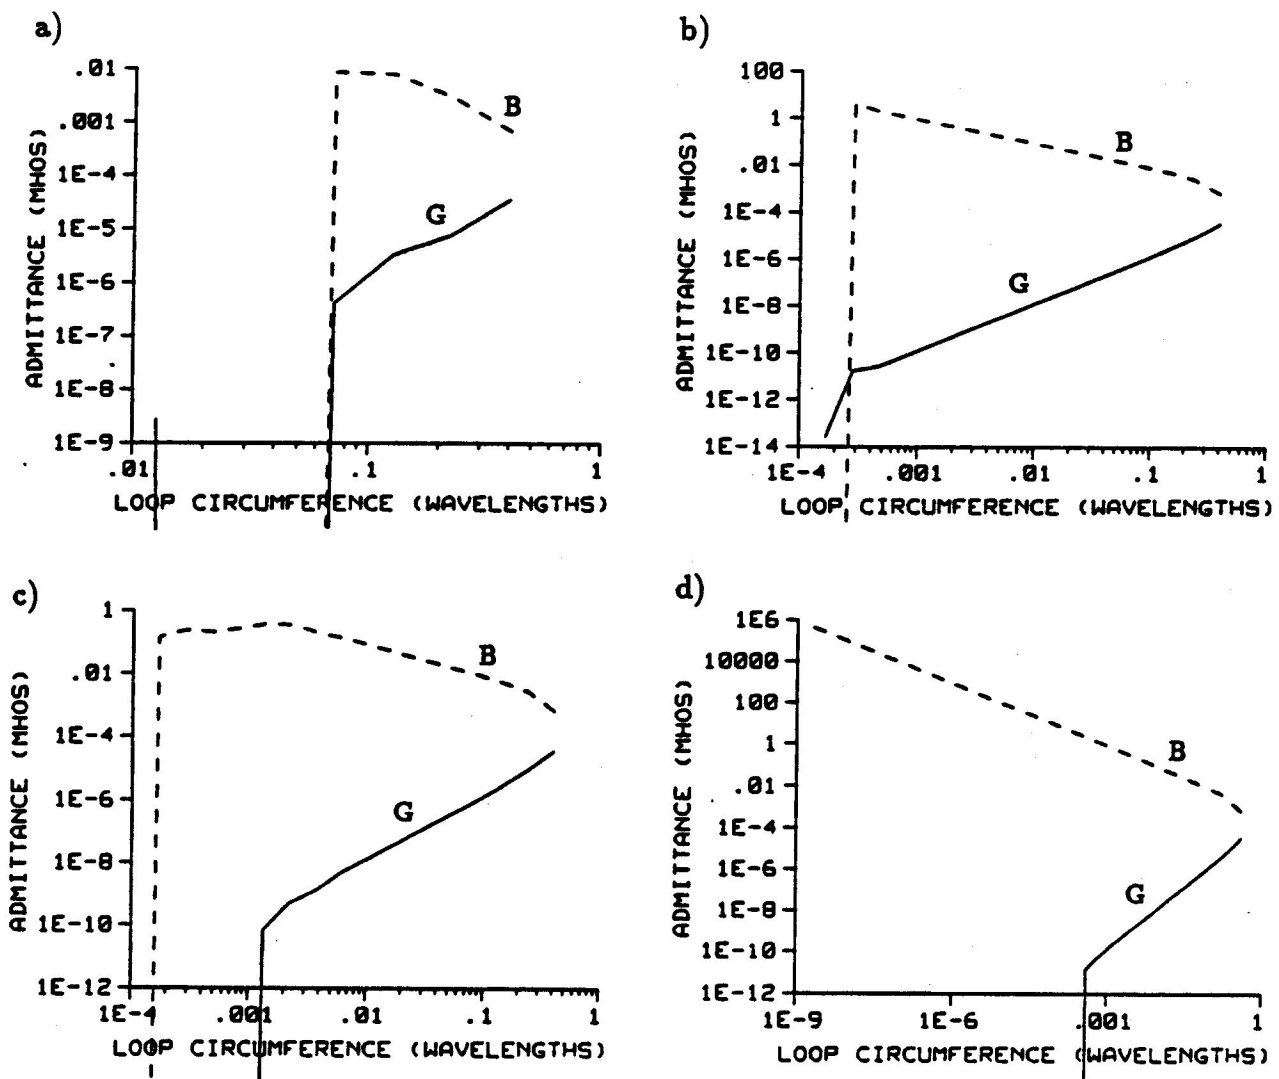 a)
.01
.001
1E-4
1E-5
1E-6
1E-7
1E-8
1E-9
ADMITTANCE (MHOS)
B
G
.01 .1 1
LOOP CIRCUMFERENCE (WAVELENGTHS)
b)
100
1
.01
1E-4
1E-6
1E-8
1E-10
1E-12
1E-14
ADMITTANCE (MHOS)
B
G
1E-4 .001 .01 .1 1
LOOP CIRCUMFERENCE (WAVELENGTHS)
c)
1
.01
1E-4
1E-6
1E-8
1E-10
1E-12
ADMITTANCE (MHOS)
B
G
1E-4 .001 .01 .1 1
LOOP CIRCUMFERENCE (WAVELENGTHS)
d)
1E6
10000
100
1
.01
1E-4
1E-6
1E-8
1E-10
1E-12
ADMITTANCE (MHOS)
B
G
1E-9 1E-6 .001 1
LOOP CIRCUMFERENCE (WAVELENGTHS)